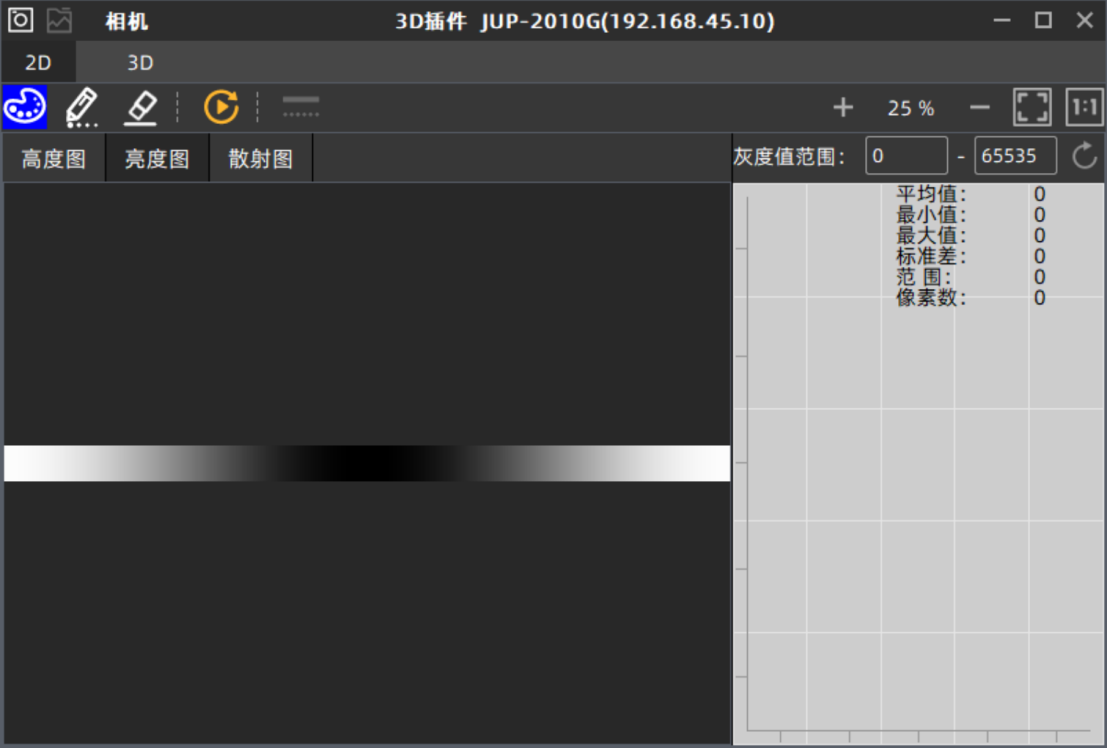 相机 3D插件 JUP-2010G(192.168.45.10)
2D 3D
25 % 1:1
高度图 亮度图 散射图 灰度值范围: 0 - 65535
平均值: 0
最小值: 0
最大值: 0
标准差: 0
范 围: 0
像素数: 0